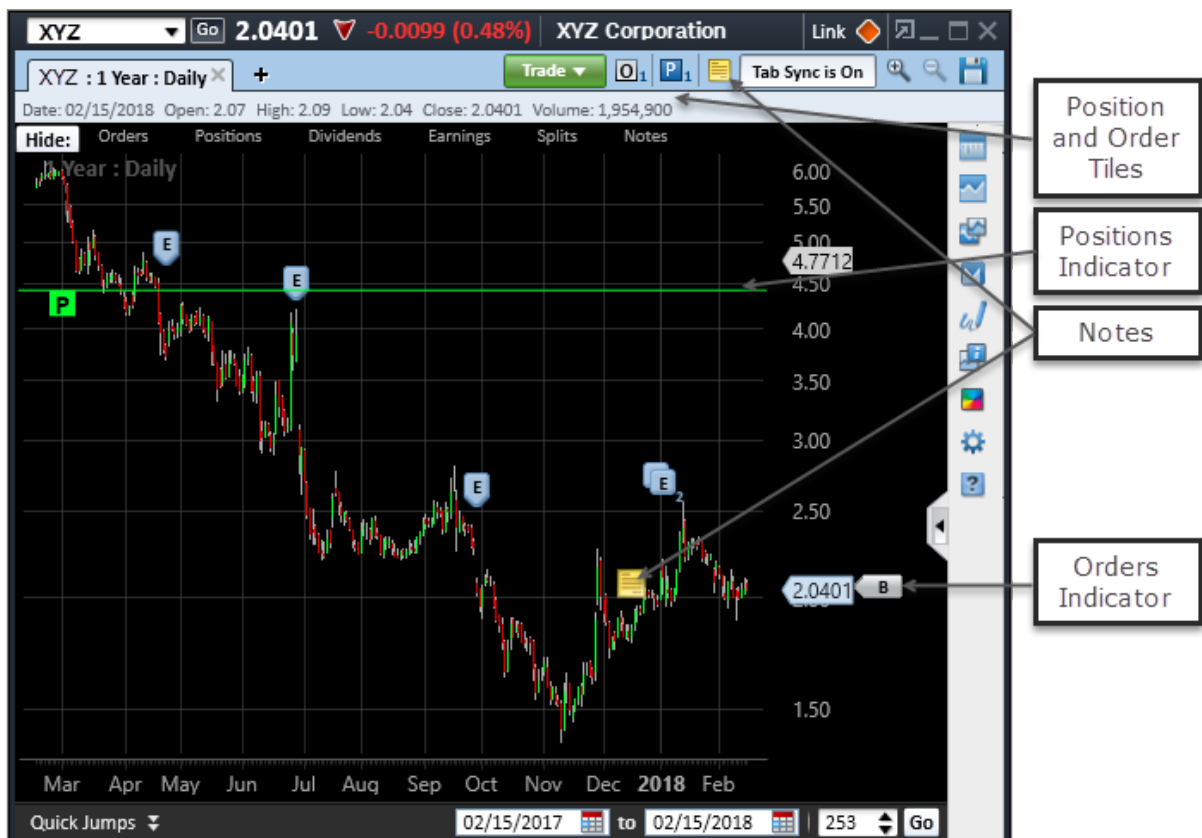 XYZ Go 2.0401 -0.0099 (0.48%) XYZ Corporation Link
XYZ : 1 Year : Daily + Trade O 1 P 1 Tab Sync is On
Date: 02/15/2018 Open: 2.07 High: 2.09 Low: 2.04 Close: 2.0401 Volume: 1,954,900
Hide: Orders Positions Dividends Earnings Splits Notes
1 Year : Daily
6.00
5.50
5.00
4.7712
4.50
4.00
3.50
3.00
2.50
2.0401 B
2.00
1.50
E
E
P
E
E 2
Mar Apr May Jun Jul Aug Sep Oct Nov Dec 2018 Feb
Quick Jumps 02/15/2017 to 02/15/2018 253 Go
?
Position
and Order
Tiles
Positions
Indicator
Notes
Orders
Indicator